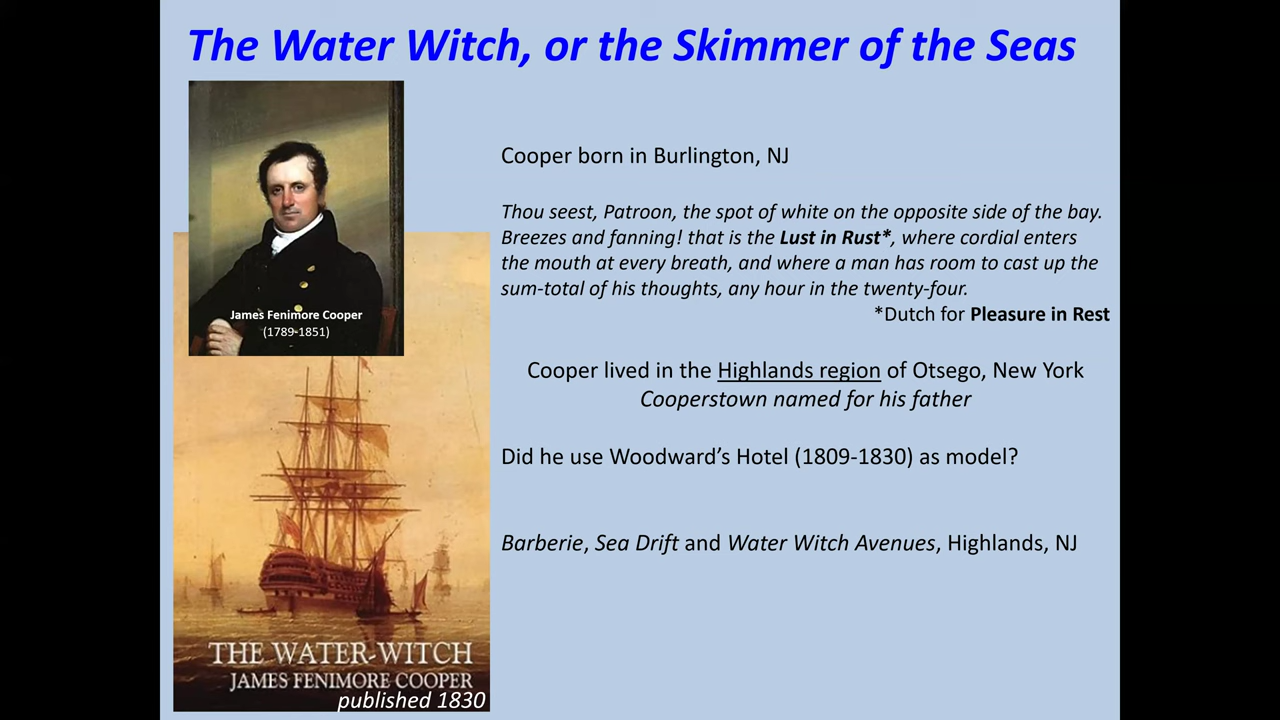 The Water Witch, or the Skimmer of the Seas
James Fenimore Cooper
(1789-1851)
THE WATER-WITCH
JAMES FENIMORE COOPER
published 1830
Cooper born in Burlington, NJ
Thou seest, Patroon, the spot of white on the opposite side of the bay.
Breezes and fanning! that is the Lust in Rust*, where cordial enters
the mouth at every breath, and where a man has room to cast up the
sum-total of his thoughts, any hour in the twenty-four.
*Dutch for Pleasure in Rest
Cooper lived in the Highlands region of Otsego, New York
Cooperstown named for his father
Did he use Woodward’s Hotel (1809-1830) as model?
Barberie, Sea Drift and Water Witch Avenues, Highlands, NJ